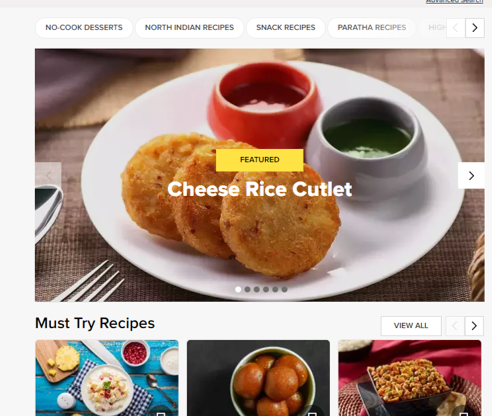 Advanced Search
NO-COOK DESSERTS
NORTH INDIAN RECIPES
SNACK RECIPES
PARATHA RECIPES
HIGH
FEATURED
Cheese Rice Cutlet
Must Try Recipes
VIEW ALL